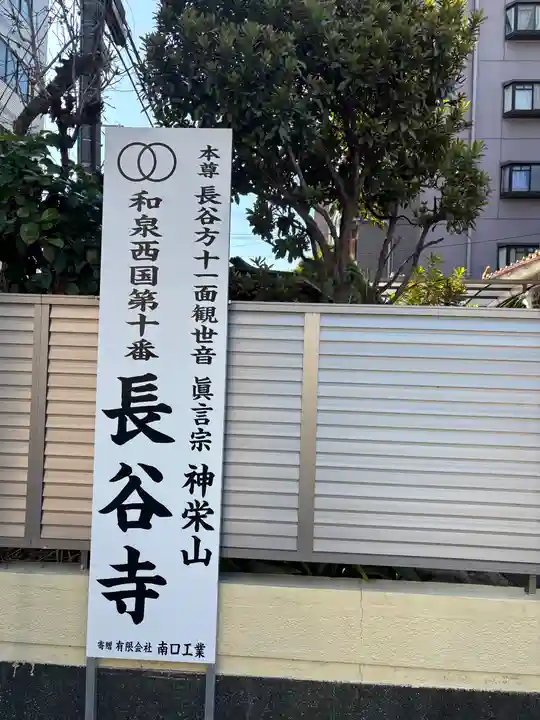 本尊 長谷方十一面観世音 眞言宗 神栄山
和泉西国第十番 長谷寺
寄贈 有限会社 南口工業